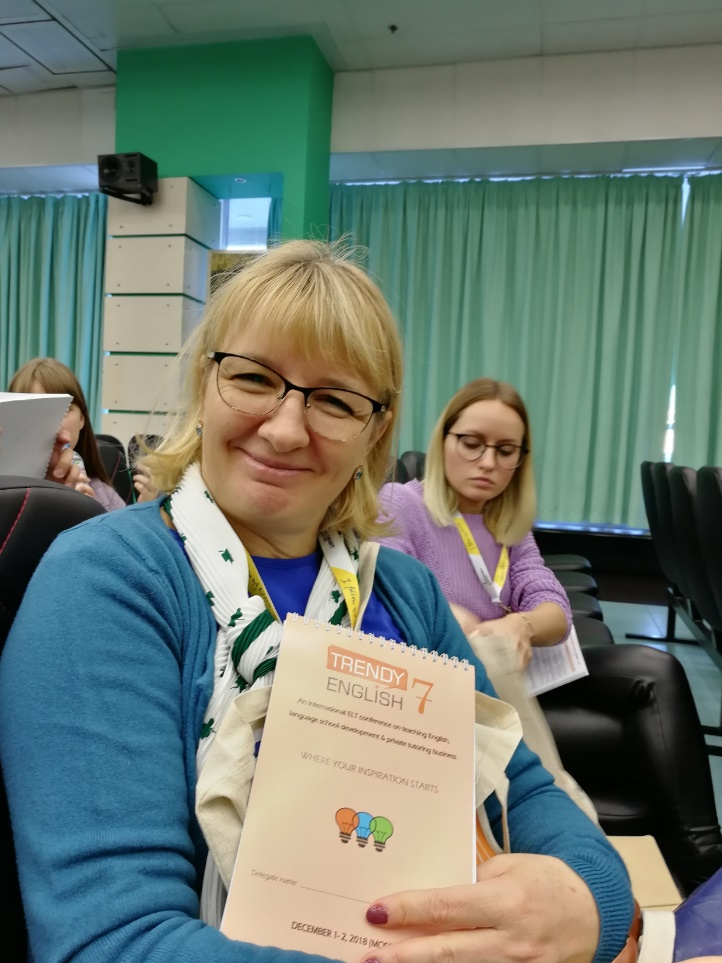 TRENDY
ENGLISH 7
An international ELT conference on teaching English,
language school development & private tutoring business
WHERE YOUR INSPIRATION STARTS
Delegate name
DECEMBER 1- 2, 2018